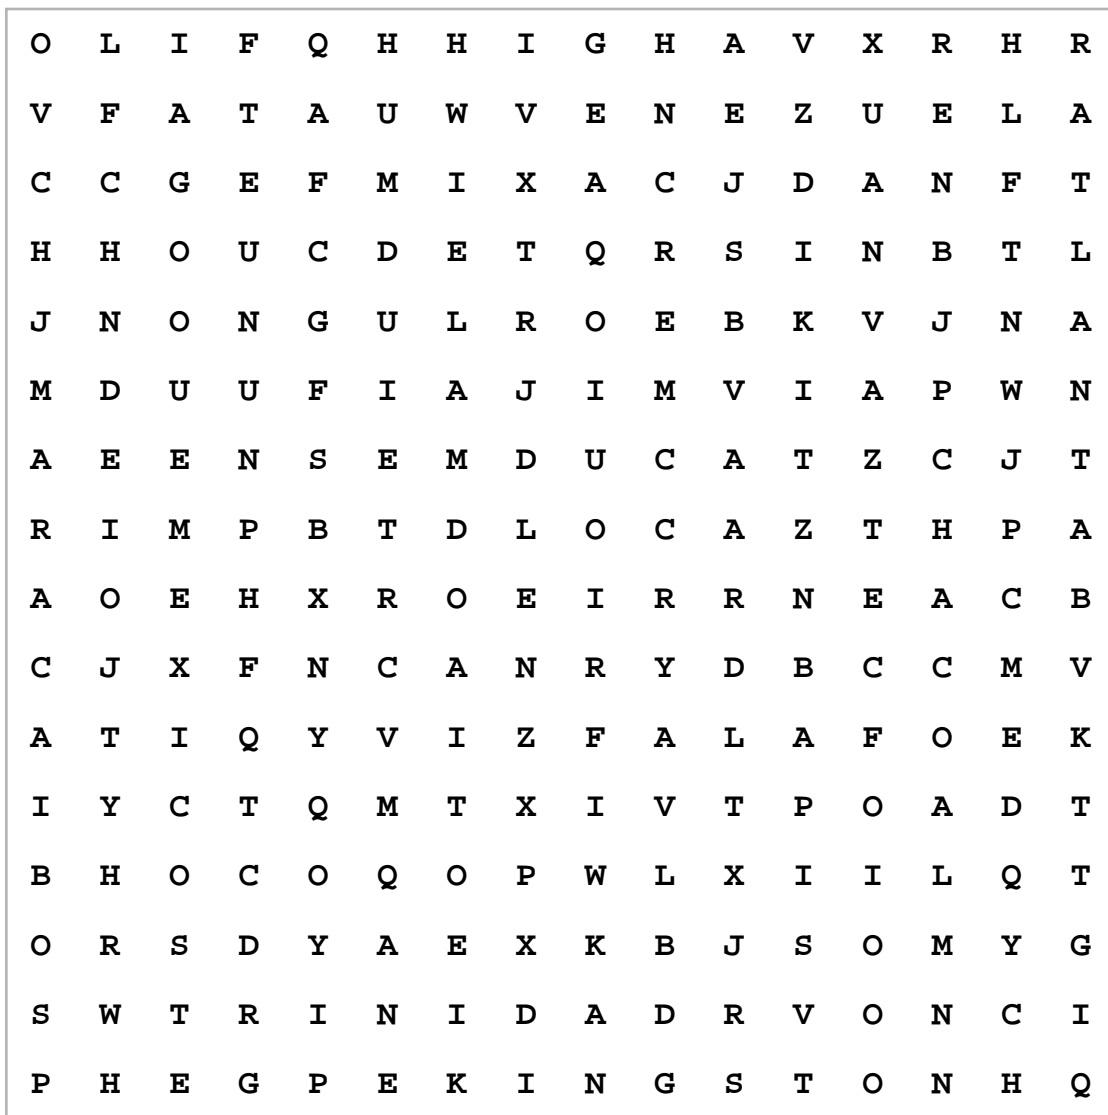 O L I F Q H H I G H A V X R H R
V F A T A U W V E N E Z U E L A
C C G E F M I X A C J D A N F T
H H O U C D E T Q R S I N B T L
J N O N G U L R O E B K V J N A
M D U U F I A J I M V I A P W N
A E E N S E M D U C A T Z C J T
R I M P B T D L O C A Z T H P A
A O E H X R O E I R R N E A C B
C J X F N C A N R Y D B C C M V
A T I Q Y V I Z F A L A F O E K
I Y C T Q M T X I V T P O A D T
B H O C O Q O P W L X I I L Q T
O R S D Y A E X K B J S O M Y G
S W T R I N I D A D R V O N C I
P H E G P E K I N G S T O N H Q